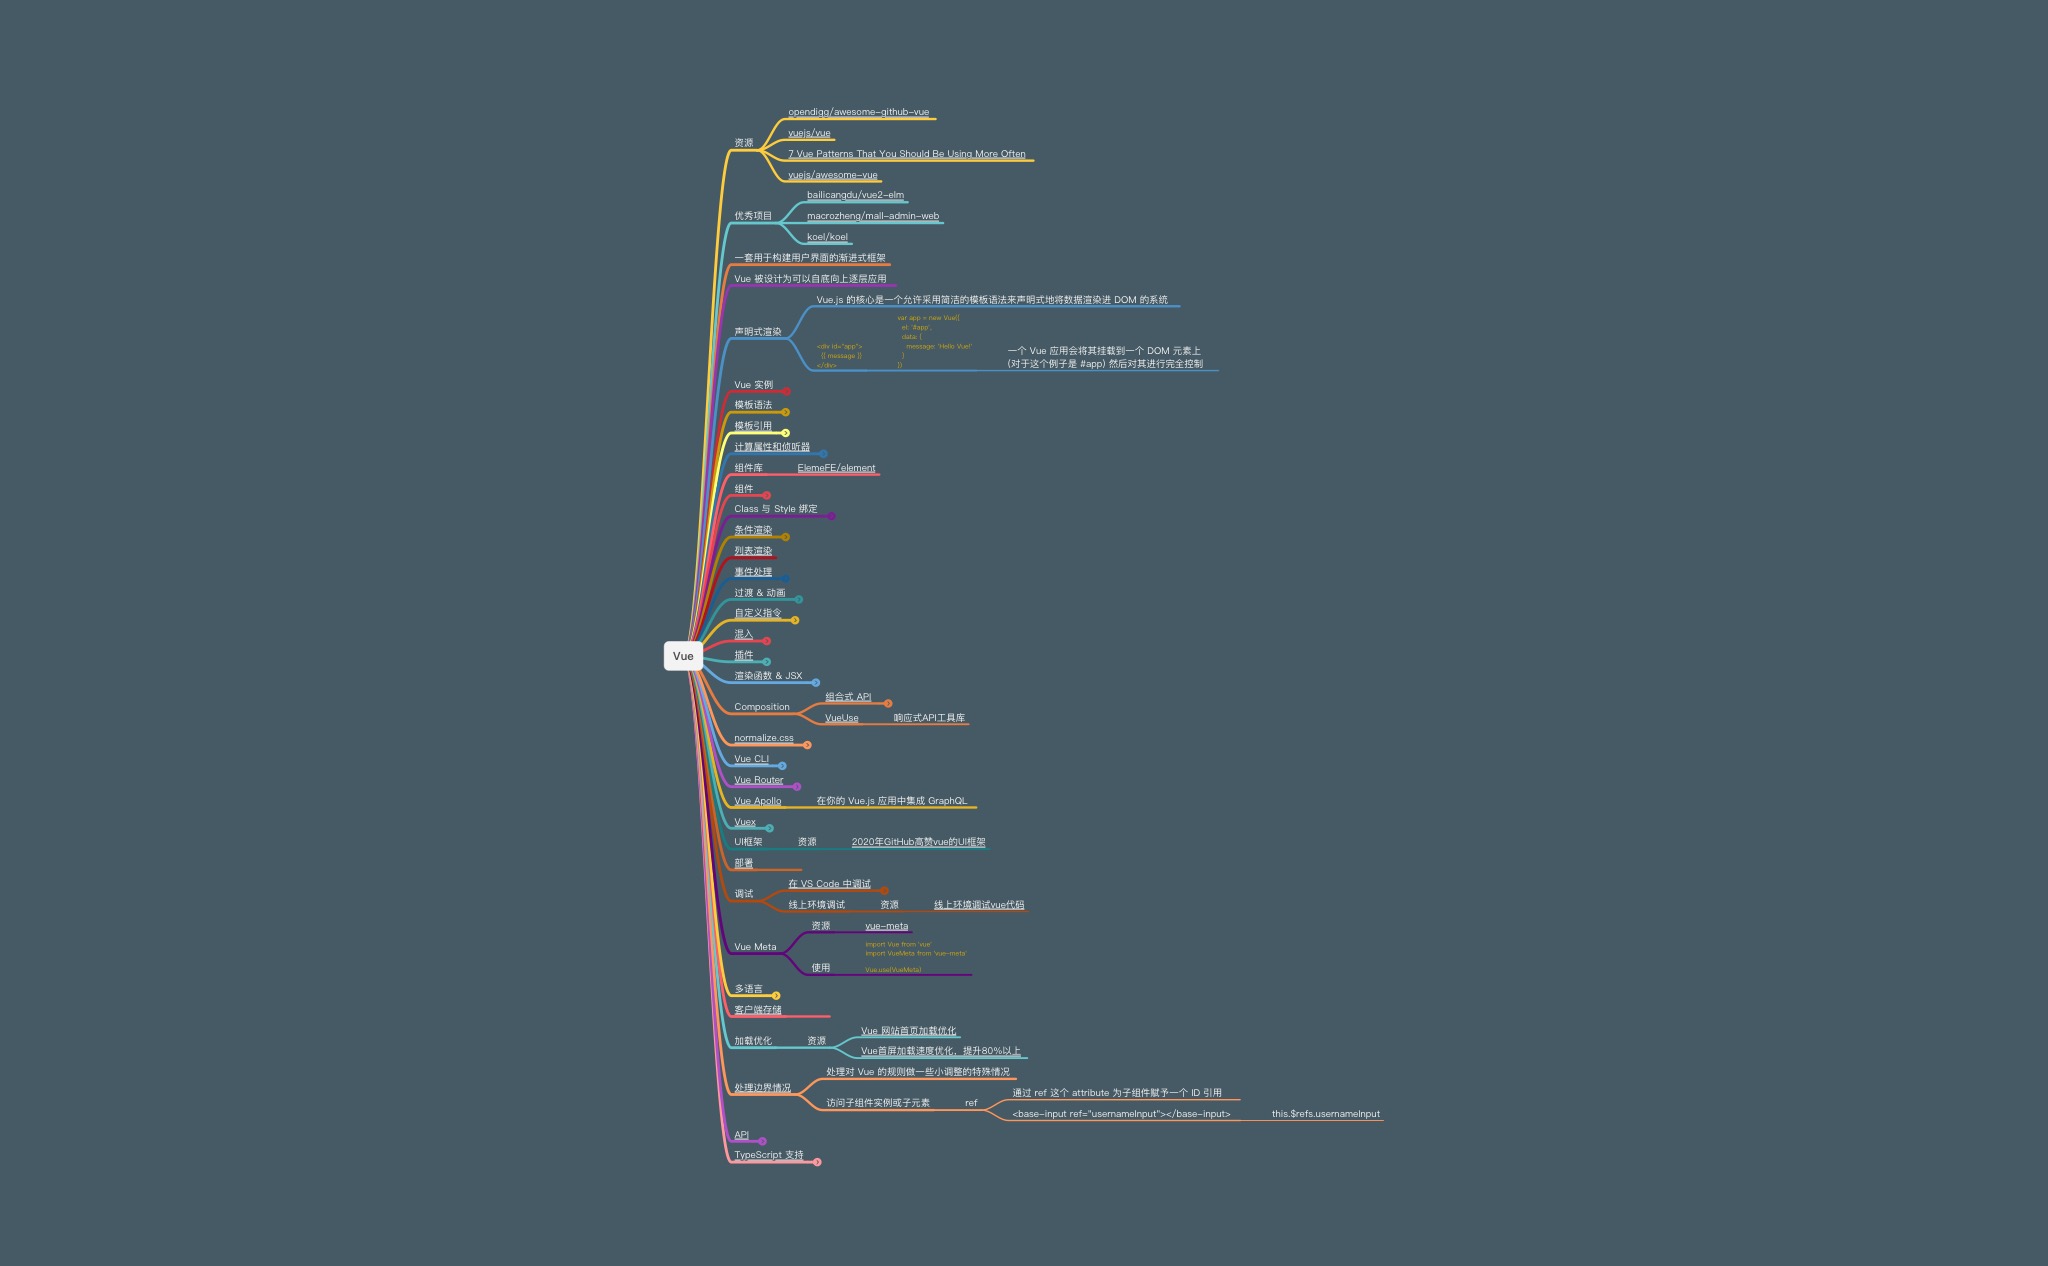 资源
opendigg/awesome-github-vue
vuejs/vue
7 Vue Patterns That You Should Be Using More Often
vuejs/awesome-vue
优秀项目
bailicangdu/vue2-elm
macrozheng/mall-admin-web
koel/koel
一套用于构建用户界面的渐进式框架
Vue 被设计为可以自底向上逐层应用
声明式渲染
Vue.js 的核心是一个允许采用简洁的模板语法来声明式地将数据渲染进 DOM 的系统
<div id="app">
{{ message }}
</div>
var app = new Vue({
el: '#app',
data: {
message: 'Hello Vue!'
}
})
一个 Vue 应用会将其挂载到一个 DOM 元素上
(对于这个例子是 #app) 然后对其进行完全控制
Vue 实例
模板语法
模板引用
计算属性和侦听器
组件库
ElemeFE/element
组件
Class 与 Style 绑定
条件渲染
列表渲染
事件处理
过渡 & 动画
自定义指令
混入
Vue
插件
渲染函数 & JSX
Composition
组合式 API
VueUse
响应式API工具库
normalize.css
Vue CLI
Vue Router
Vue Apollo
在你的 Vue.js 应用中集成 GraphQL
Vuex
UI框架
资源
2020年GitHub高赞vue的UI框架
部署
调试
在 VS Code 中调试
线上环境调试
资源
线上环境调试vue代码
Vue Meta
资源
vue-meta
使用
import Vue from 'vue'
import VueMeta from 'vue-meta'
Vue.use(VueMeta)
多语言
客户端存储
加载优化
资源
Vue 网站首页加载优化
Vue首屏加载速度优化，提升80%以上
处理边界情况
处理对 Vue 的规则做一些小调整的特殊情况
访问子组件实例或子元素
ref
通过 ref 这个 attribute 为子组件赋予一个 ID 引用
<base-input ref="usernameInput"></base-input>
this.$refs.usernameInput
API
TypeScript 支持